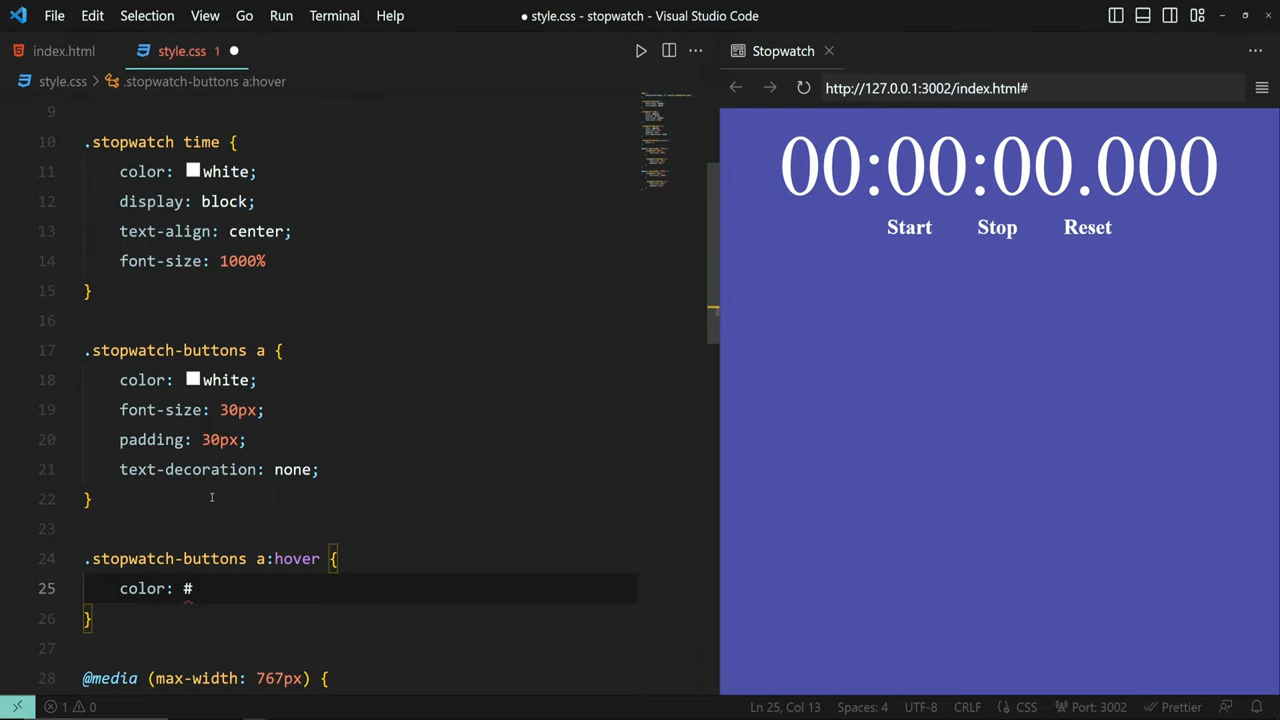 File Edit Selection View Go Run Terminal Help
style.css - stopwatch - Visual Studio Code
index.html
style.css 1
Stopwatch
style.css > .stopwatch-buttons a:hover
http://127.0.0.1:3002/index.html#
9
10 .stopwatch time {
11 color: white;
12 display: block;
13 text-align: center;
14 font-size: 1000%
15 }
16
17 .stopwatch-buttons a {
18 color: white;
19 font-size: 30px;
20 padding: 30px;
21 text-decoration: none;
22 }
23
24 .stopwatch-buttons a:hover {
25 color: #
26 }
27
28 @media (max-width: 767px) {
00:00:00.000
Start Stop Reset
1 0
Ln 25, Col 13 Spaces: 4 UTF-8 CRLF CSS Port: 3002 Prettier